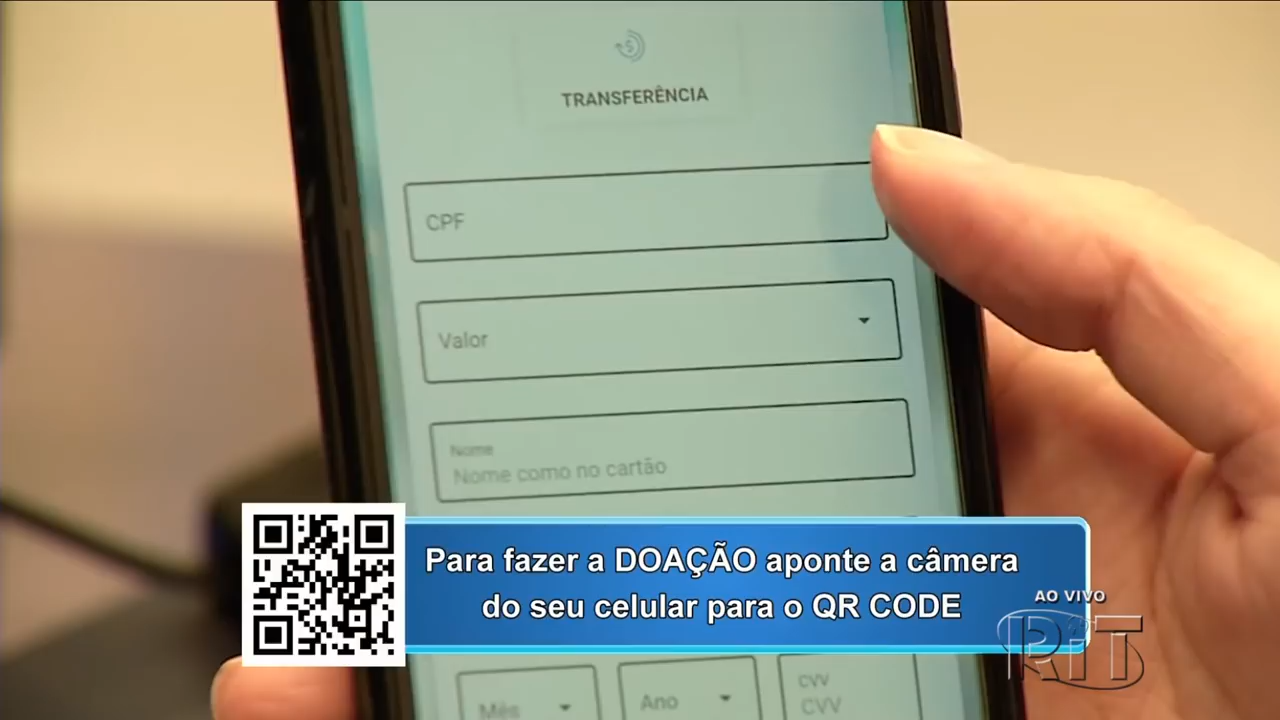 TRANSFERÊNCIA
CPF
Valor
Nome
Nome como no cartão
Para fazer a DOAÇÃO aponte a câmera
do seu celular para o QR CODE
AO VIVO
RiT
Mês
Ano
CVV
CVV